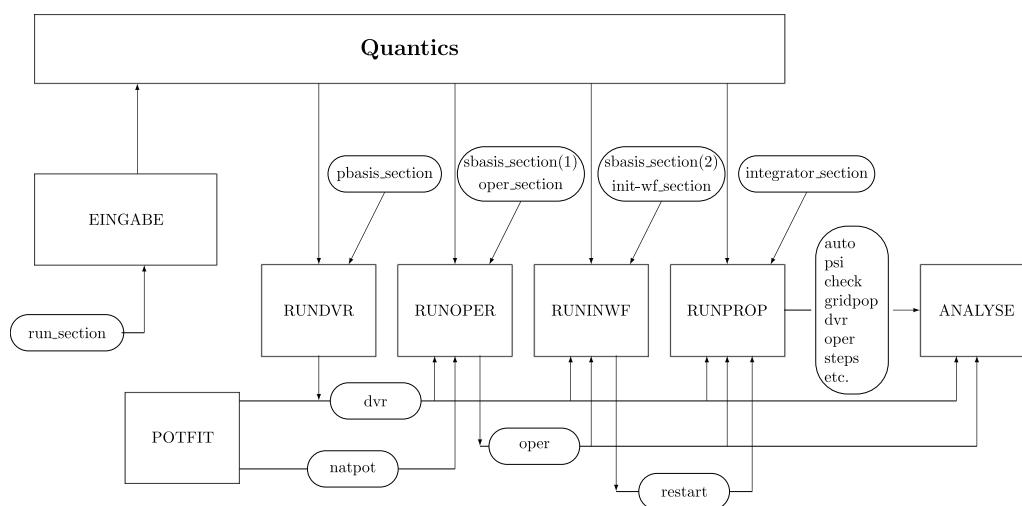 Quantics
pbasis_section
sbasis_section(1)
oper_section
sbasis_section(2)
init-wf_section
integrator_section
EINGABE
run_section
RUNDVR
RUNOPER
RUNINWF
RUNPROP
auto
psi
check
gridpop
dvr
oper
steps
etc.
ANALYSE
POTFIT
dvr
oper
natpot
restart